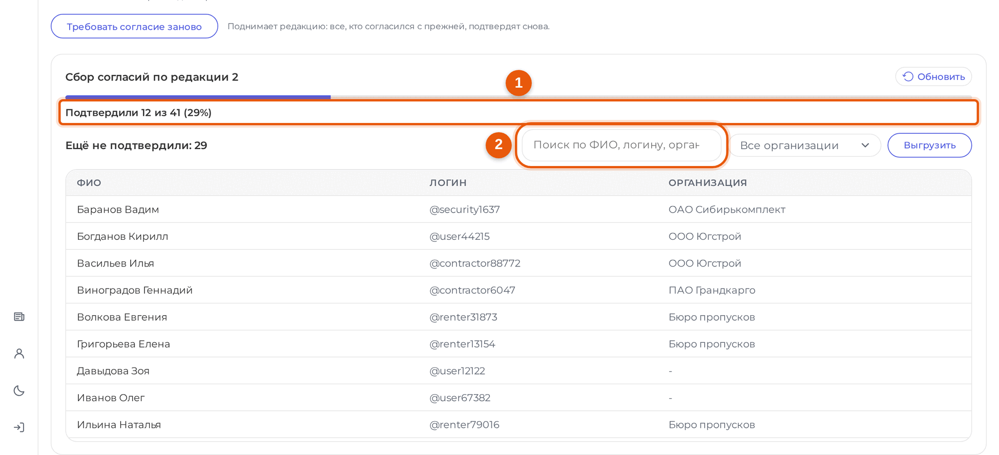 Требовать согласие заново
Поднимает редакцию: все, кто согласился с прежней, подтвердят снова.
Сбор согласий по редакции 2
Обновить
1
Подтвердили 12 из 41 (29%)
Ещё не подтвердили: 29
2
Поиск по ФИО, логину, орган
Все организации
Выгрузить
ФИО ЛОГИН ОРГАНИЗАЦИЯ
Баранов Вадим @security1637 ОАО Сибирькомплект
Богданов Кирилл @user44215 ООО Югстрой
Васильев Илья @contractor88772 ООО Югстрой
Виноградов Геннадий @contractor6047 ПАО Грандкарго
Волкова Евгения @renter31873 Бюро пропусков
Григорьева Елена @renter13154 Бюро пропусков
Давыдова Зоя @user12122 -
Иванов Олег @user67382 -
Ильина Наталья @renter79016 Бюро пропусков